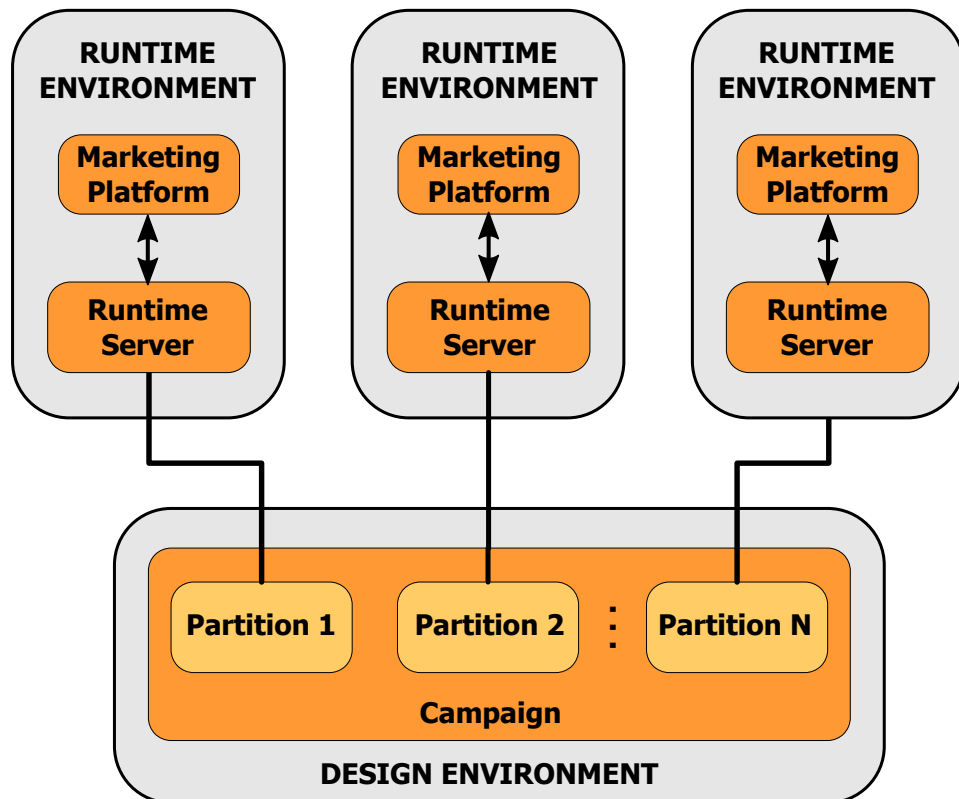 RUNTIME
ENVIRONMENT
Marketing
Platform
Runtime
Server
RUNTIME
ENVIRONMENT
Marketing
Platform
Runtime
Server
RUNTIME
ENVIRONMENT
Marketing
Platform
Runtime
Server
Partition 1
Partition 2
Partition N
Campaign
DESIGN ENVIRONMENT